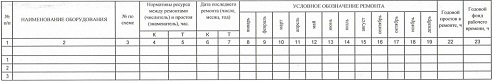 № п/п
НАИМЕНОВАНИЕ ОБОРУДОВАНИЯ
№ по схеме
Нормативы ресурса между ремонтами (числитель) и простоя (знаменатель), час.
Дата последнего ремонта (число, месяц, год)
УСЛОВНОЕ ОБОЗНАЧЕНИЕ РЕМОНТА
Годовой простой в ремонте, ч
Годовой фонд рабочего времени, ч
К Т К Т
январь февраль март апрель май июнь июль август сентябрь октябрь ноябрь декабрь
1 2 3 4 5 6 7 8 9 10 11 12 13 14 15 16 17 18 19 22 23
1
2
3